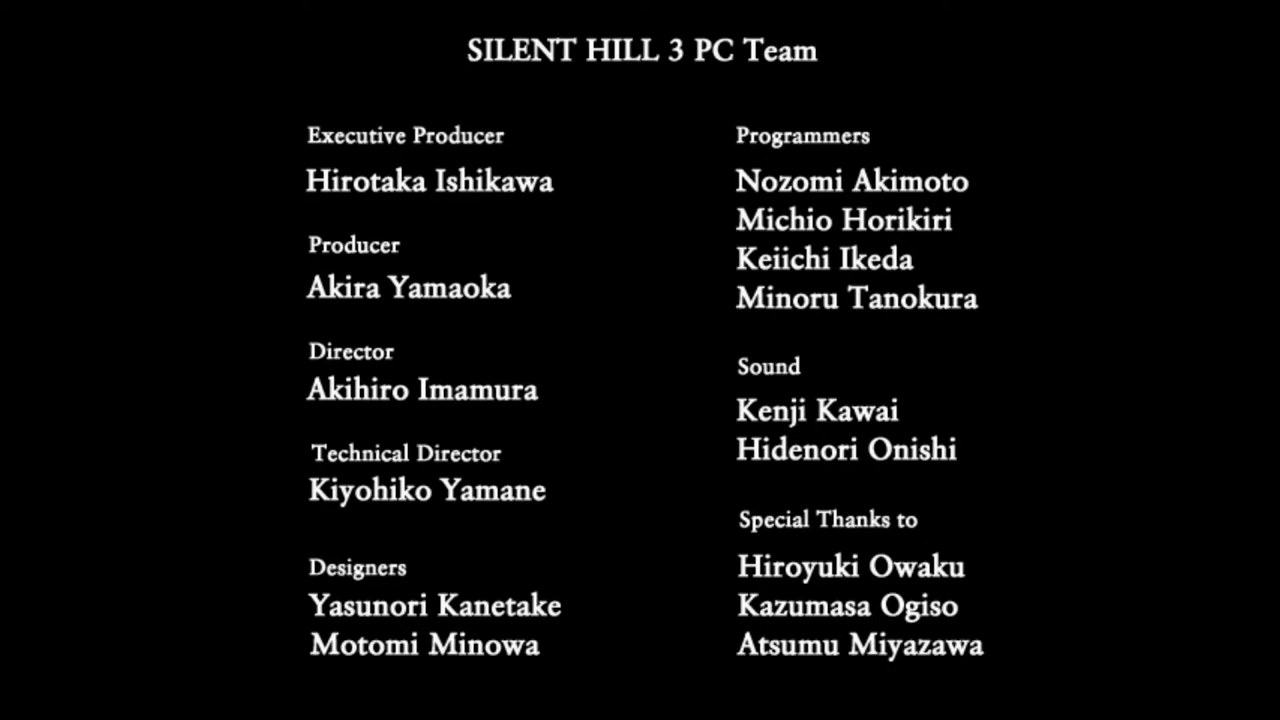 SILENT HILL 3 PC Team
Executive Producer
Hirotaka Ishikawa
Producer
Akira Yamaoka
Director
Akihiro Imamura
Technical Director
Kiyohiko Yamane
Designers
Yasunori Kanetake
Motomi Minowa
Programmers
Nozomi Akimoto
Michio Horikiri
Keiichi Ikeda
Minoru Tanokura
Sound
Kenji Kawai
Hidenori Onishi
Special Thanks to
Hiroyuki Owaku
Kazumasa Ogiso
Atsumu Miyazawa